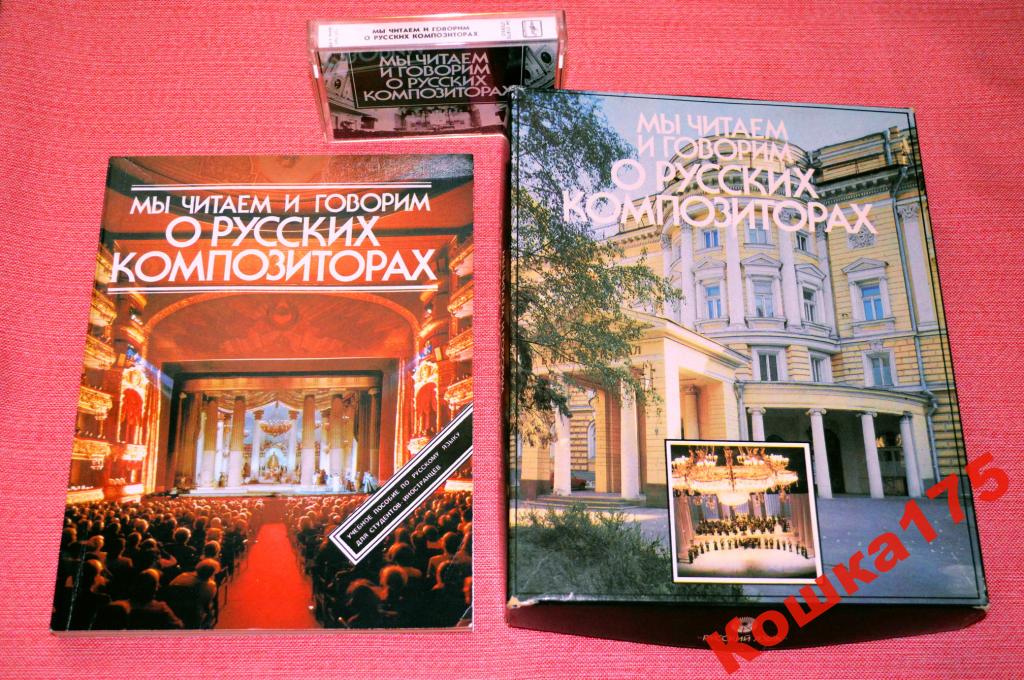 МЫ ЧИТАЕМ И ГОВОРИМ
О РУССКИХ КОМПОЗИТОРАХ
МЫ ЧИТАЕМ
И ГОВОРИМ
О РУССКИХ
КОМПОЗИТОРАХ
МЫ ЧИТАЕМ И ГОВОРИМ
О РУССКИХ
КОМПОЗИТОРАХ
УЧЕБНОЕ ПОСОБИЕ ПО РУССКОМУ ЯЗЫКУ
ДЛЯ СТУДЕНТОВ-ИНОСТРАНЦЕВ
МЫ ЧИТАЕМ
И ГОВОРИМ
О РУССКИХ
КОМПОЗИТОРАХ
РУССКИЙ
Кошка175